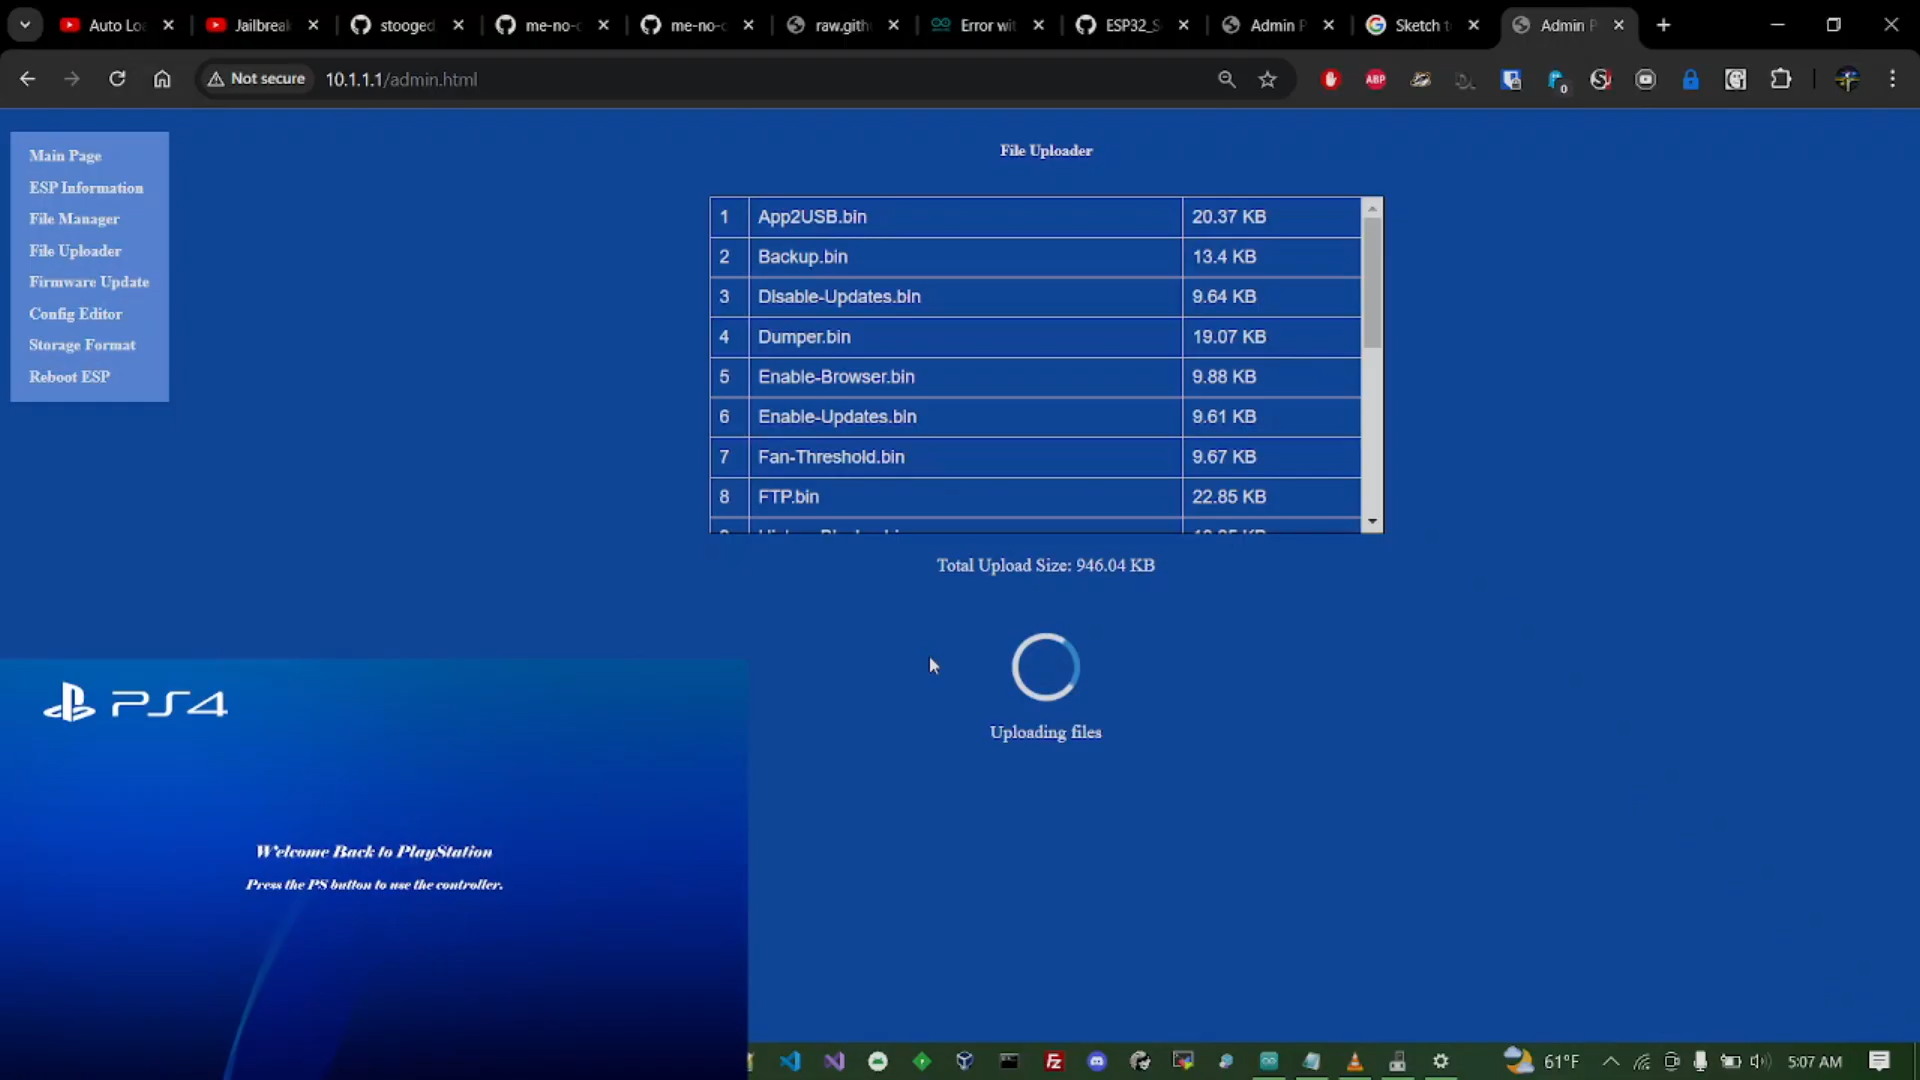 Auto Lo
Jailbreak
stooged
me-no-
me-no-
raw.gith
Error wit
ESP32_S
Admin P
Sketch t
Admin P
Not secure
10.1.1.1/admin.html
ABP
0
Main Page
ESP Information
File Manager
File Uploader
Firmware Update
Config Editor
Storage Format
Reboot ESP
File Uploader
1 App2USB.bin 20.37 KB
2 Backup.bin 13.4 KB
3 Disable-Updates.bin 9.64 KB
4 Dumper.bin 19.07 KB
5 Enable-Browser.bin 9.88 KB
6 Enable-Updates.bin 9.61 KB
7 Fan-Threshold.bin 9.67 KB
8 FTP.bin 22.85 KB
Total Upload Size: 946.04 KB
Uploading files
PS4
Welcome Back to PlayStation
Press the PS button to use the controller.
61°F
5:07 AM